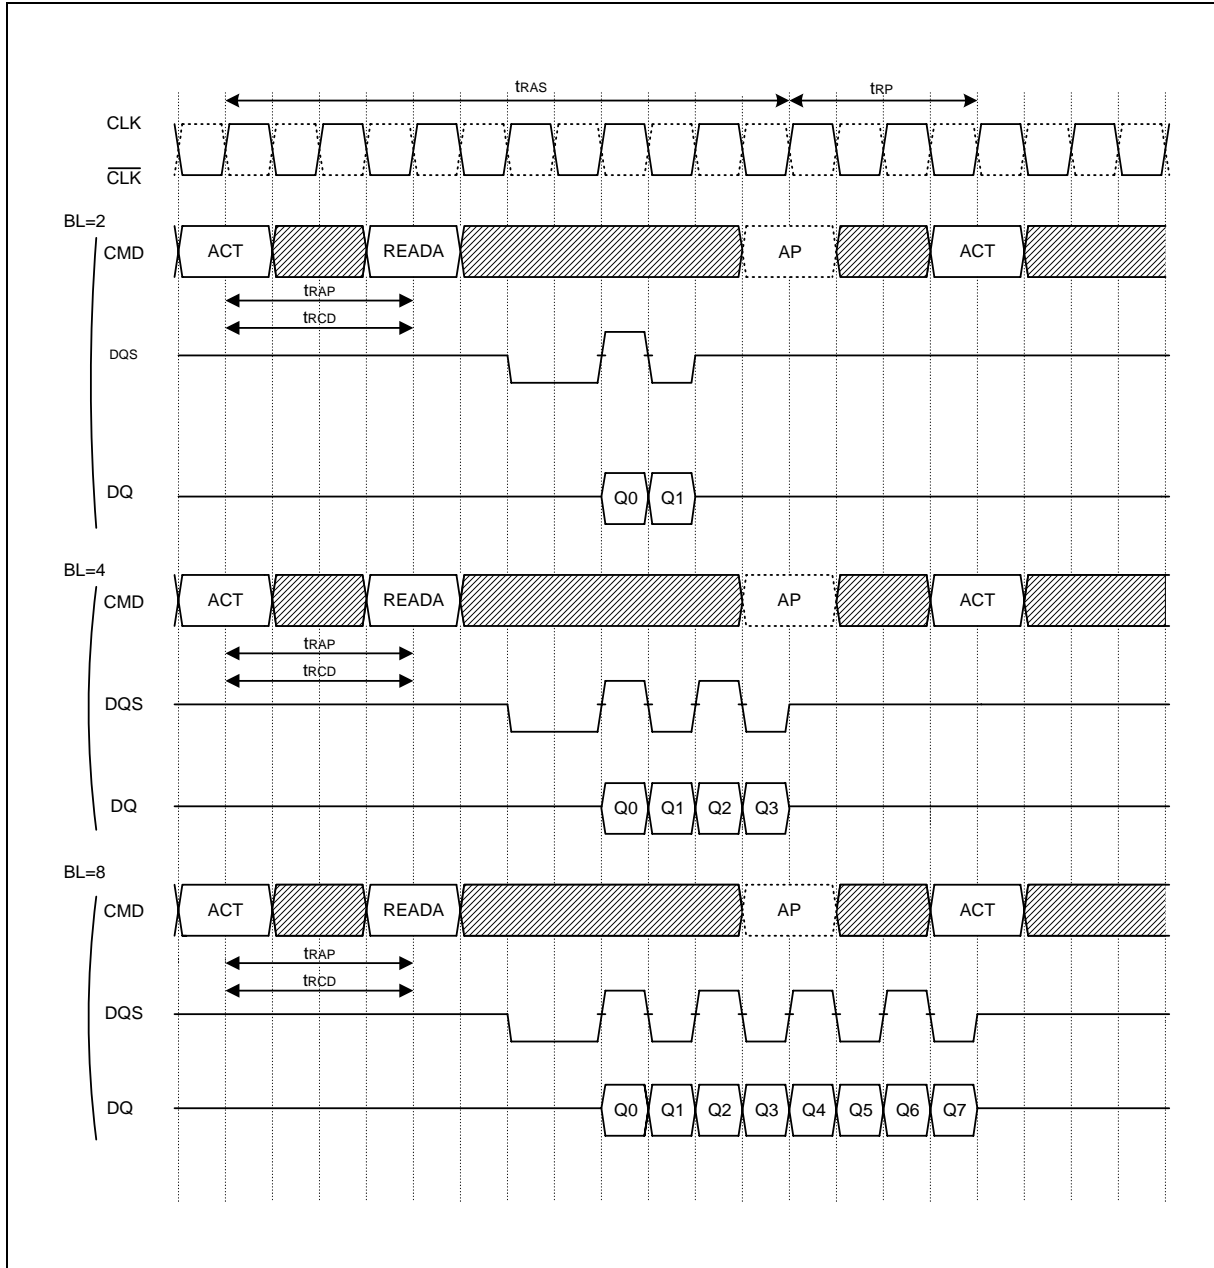 tRAS tRP
CLK
CLK
BL=2
CMD ACT READA AP ACT
tRAP
tRCD
DQS
DQ Q0 Q1
BL=4
CMD ACT READA AP ACT
tRAP
tRCD
DQS
DQ Q0 Q1 Q2 Q3
BL=8
CMD ACT READA AP ACT
tRAP
tRCD
DQS
DQ Q0 Q1 Q2 Q3 Q4 Q5 Q6 Q7